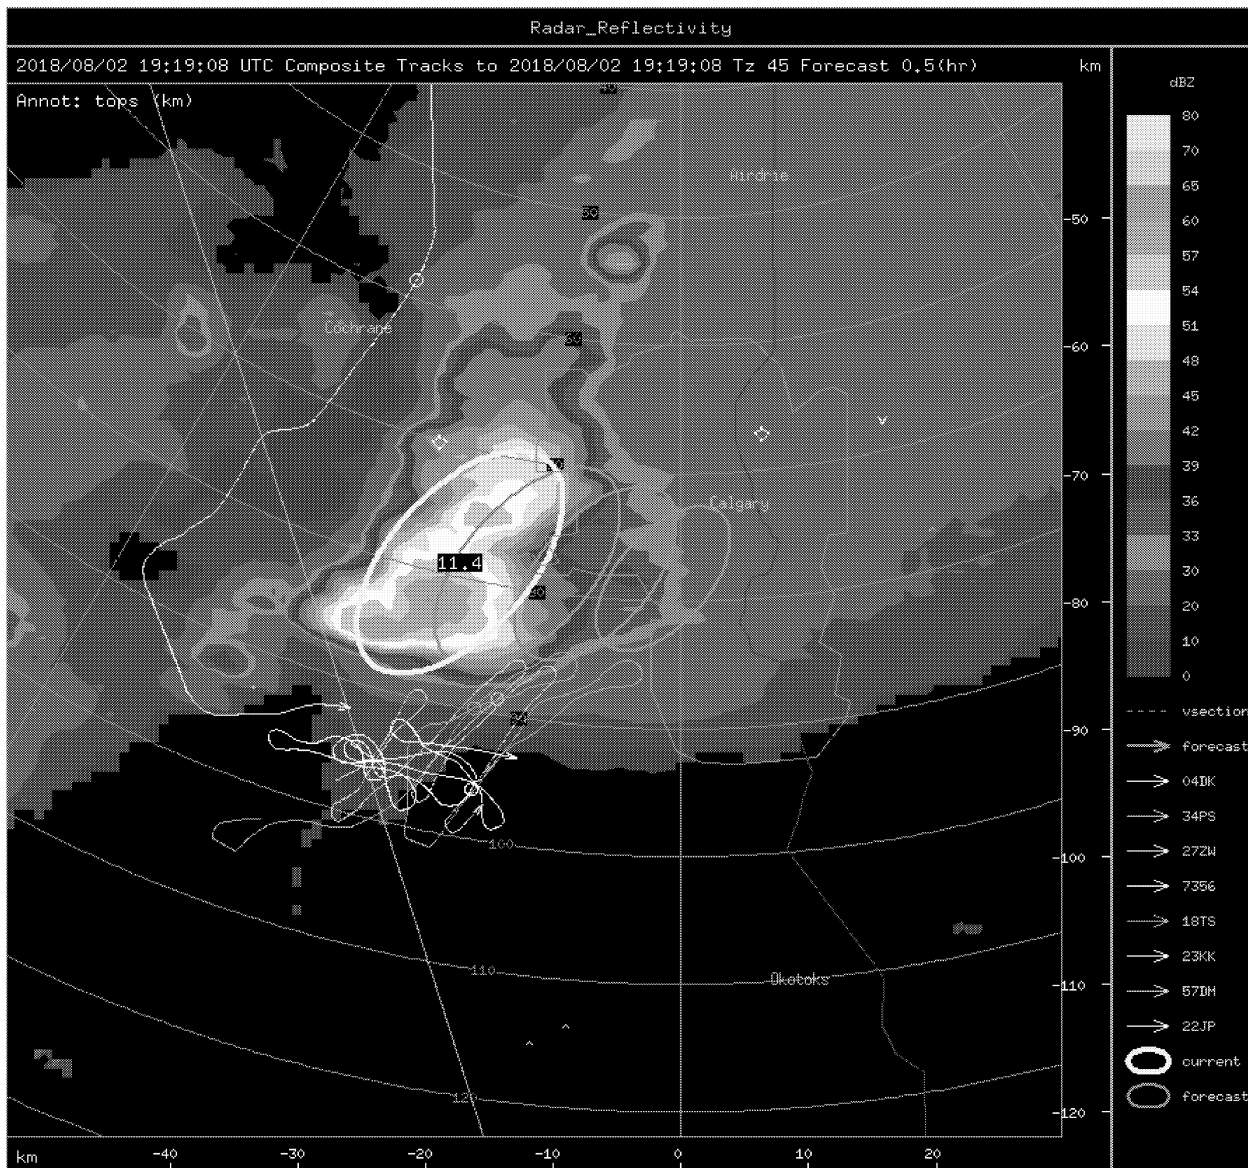 Radar_Reflectivity
2018/08/02 19:19:08 UTC Composite Tracks to 2018/08/02 19:19:08 Tz 45 Forecast 0.5(hr) km
Annot: tops (km)
dBZ
80
70
65
60
57
54
51
48
45
42
39
36
33
30
20
10
0
vsection
forecast
04DK
34PS
27ZW
7356
18TS
23KK
57DM
22JP
current
forecast
Airdrie
Cochrane
Calgary
11.4
100
110
Okotoks
120
-50
-60
-70
-80
-90
-100
-110
-120
km
-40
-30
-20
-10
0
10
20